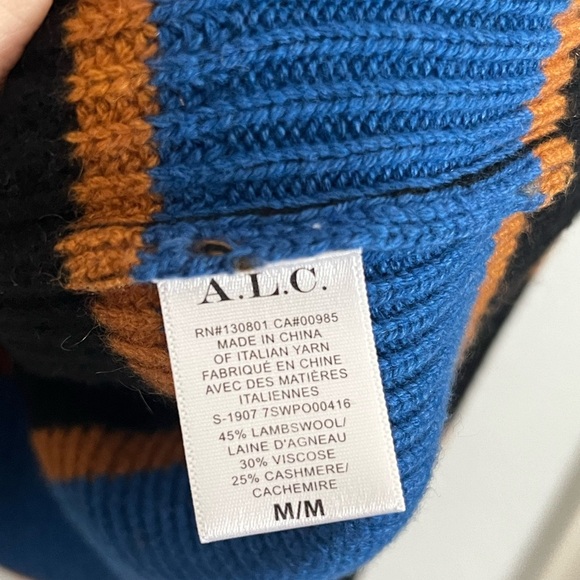 A.L.C.
RN#130801 CA#00985
MADE IN CHINA
OF ITALIAN YARN
FABRIQUÉ EN CHINE
AVEC DES MATIÈRES
ITALIENNES
S-1907 7SWPO00416
45% LAMBSWOOL/
LAINE D'AGNEAU
30% VISCOSE
25% CASHMERE/
CACHEMIRE
M/M